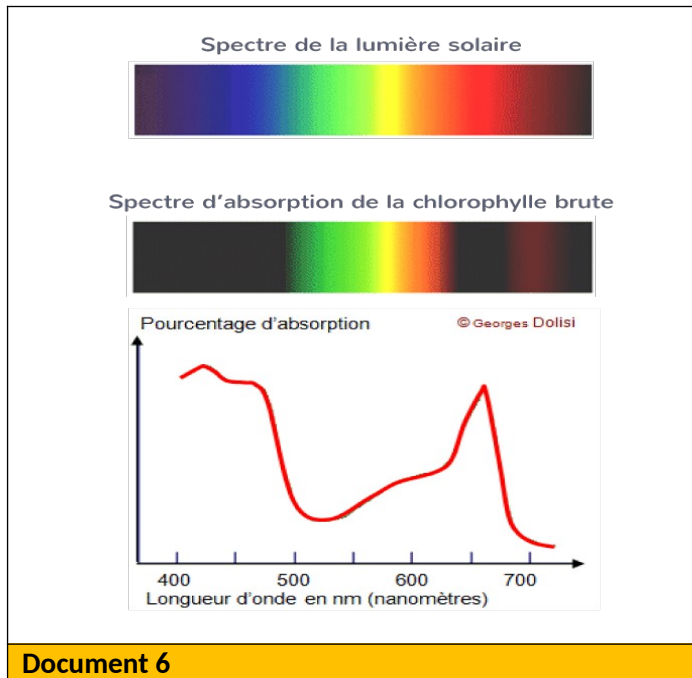 Spectre de la lumière solaire
Spectre d'absorption de la chlorophylle brute
Pourcentage d'absorption © Georges Dolisi
400 500 600 700
Longueur d'onde en nm (nanomètres)
Document 6